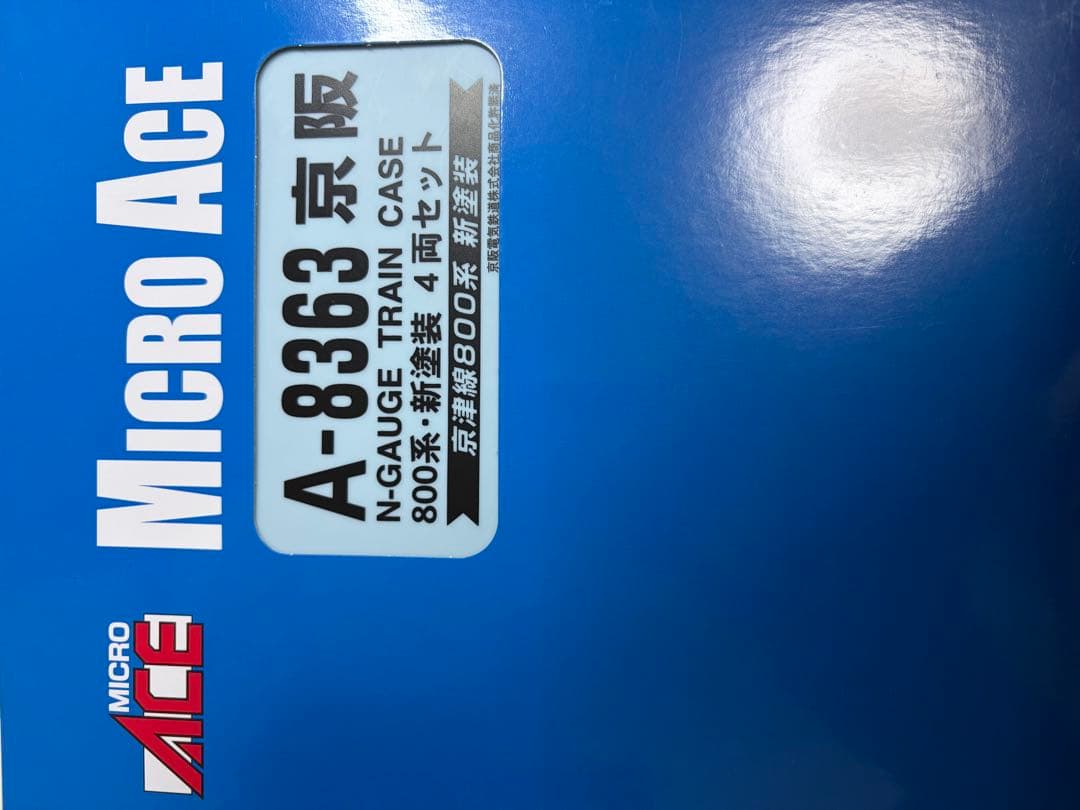 MICRO ACE
MICRO ACE
A-8363 京阪
N-GAUGE TRAIN CASE
800系・新塗装 4両セット
京津線800系 新塗装
京阪電気鉄道株式会社商品化許諾済